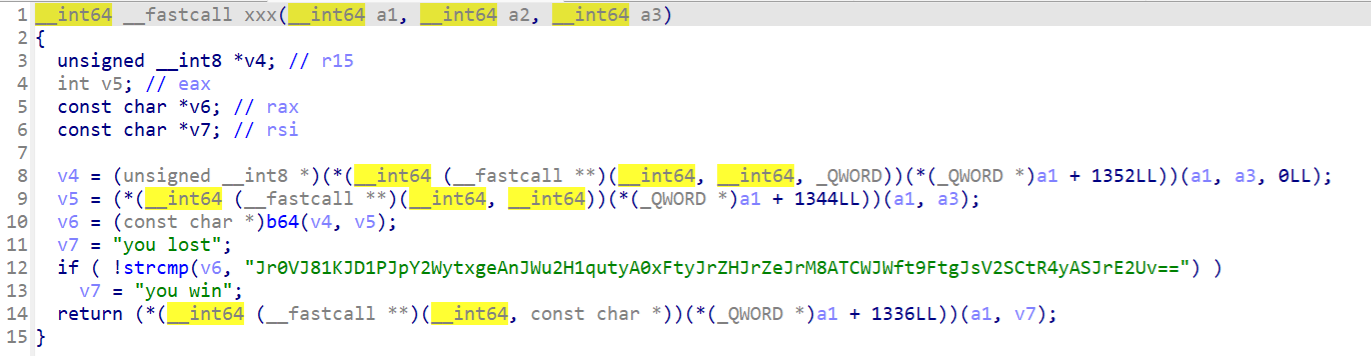 1 __int64 __fastcall xxx(__int64 a1, __int64 a2, __int64 a3)
2 {
3 unsigned __int8 *v4; // r15
4 int v5; // eax
5 const char *v6; // rax
6 const char *v7; // rsi
7
8 v4 = (unsigned __int8 *)(*(__int64 (__fastcall **)(__int64, __int64, _QWORD))(*(_QWORD *)a1 + 1352LL))(a1, a3, 0LL);
9 v5 = (*(__int64 (__fastcall **)(__int64, __int64))(*(_QWORD *)a1 + 1344LL))(a1, a3);
10 v6 = (const char *)b64(v4, v5);
11 v7 = "you lost";
12 if ( !strcmp(v6, "Jr0VJ81KJD1PJpY2WytxgeAnJWu2H1qutyA0xFtyJrZHJrZeJrM8ATCWJWft9FtgJsV2SCtR4yASJrE2Uv==") )
13 v7 = "you win";
14 return (*(__int64 (__fastcall **)(__int64, const char *))(*(_QWORD *)a1 + 1336LL))(a1, v7);
15 }